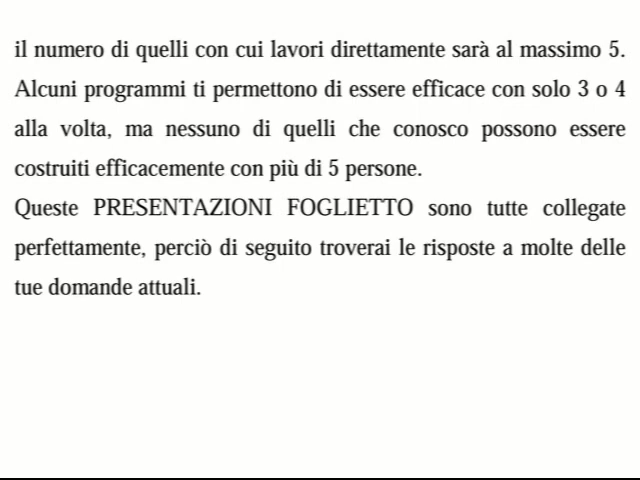 il numero di quelli con cui lavori direttamente sarà al massimo 5.
Alcuni programmi ti permettono di essere efficace con solo 3 o 4
alla volta, ma nessuno di quelli che conosco possono essere
costruiti efficacemente con più di 5 persone.
Queste PRESENTAZIONI FOGLIETTO sono tutte collegate
perfettamente, perciò di seguito troverai le risposte a molte delle
tue domande attuali.